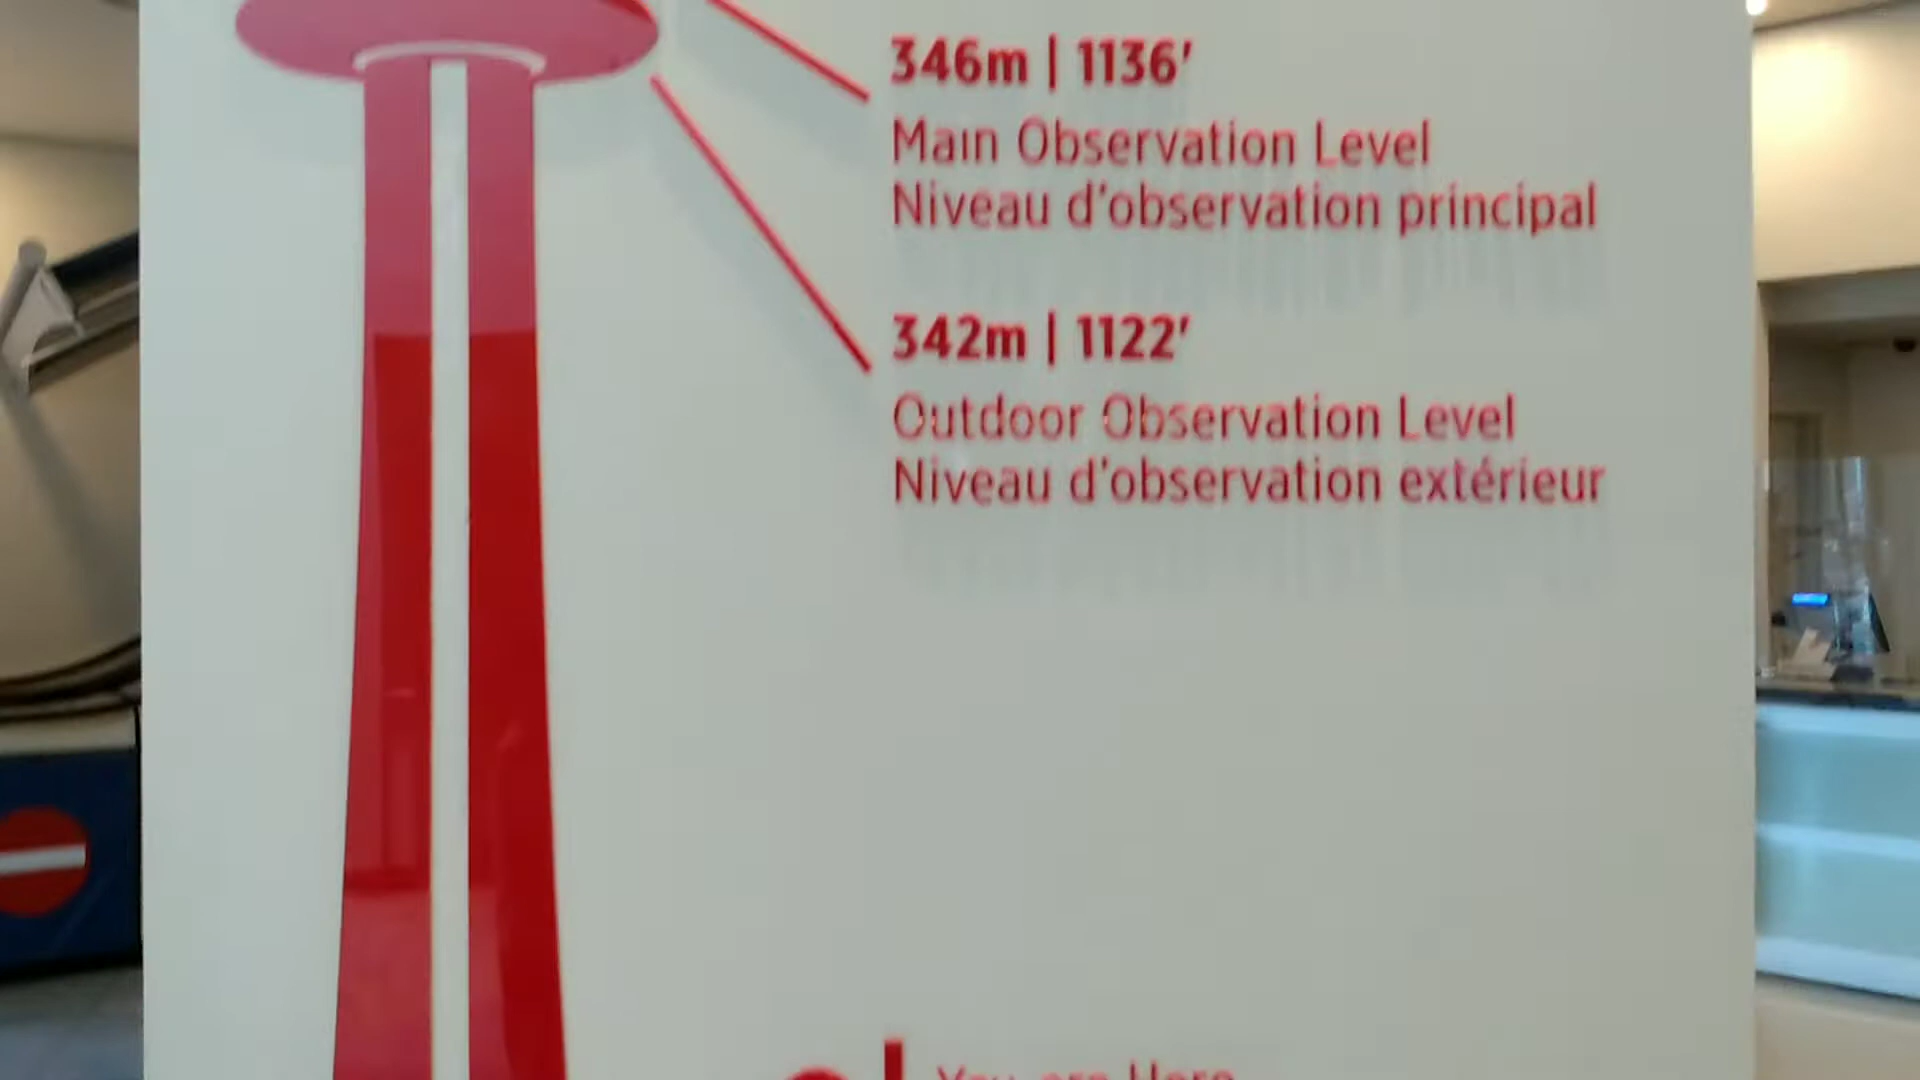 346m | 1136'
Main Observation Level
Niveau d'observation principal
342m | 1122'
Outdoor Observation Level
Niveau d'observation extérieur
You are Here